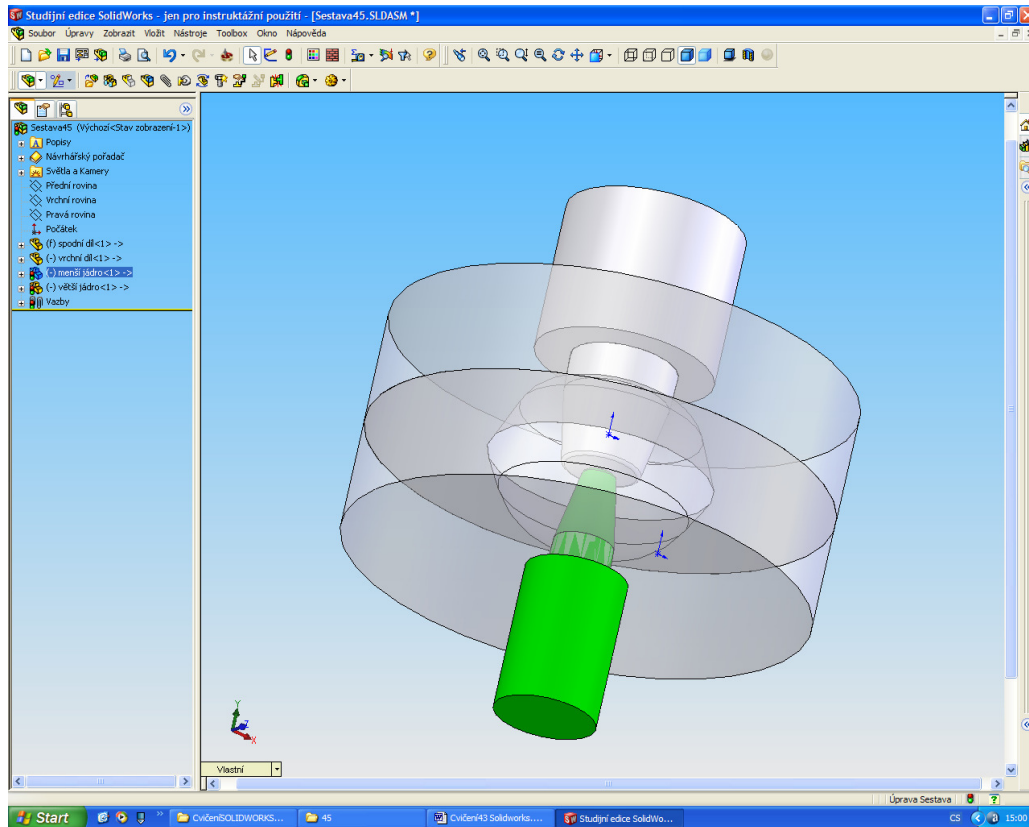 Studijní edice SolidWorks - jen pro instruktážní použití - [Sestava45.SLDASM *]
Soubor Úpravy Zobrazit Vložit Nástroje Toolbox Okno Nápověda
Sestava45 (Výchozí<Stav zobrazení-1>)
Popisy
Návrhářský pořadač
Světla a Kamery
Přední rovina
Vrchní rovina
Pravá rovina
Počátek
(f) spodní díl<1> ->
(-) vrchní díl<1> ->
(-) menší jádro<1> ->
(-) větší jádro<1> ->
Vazby
Y
Z
X
Vlastní
Úprava Sestava
Start CvičeníSOLIDWORKS... 45 Cvičení43 Solidworks.... Studijní edice SolidWo... CS 15:00